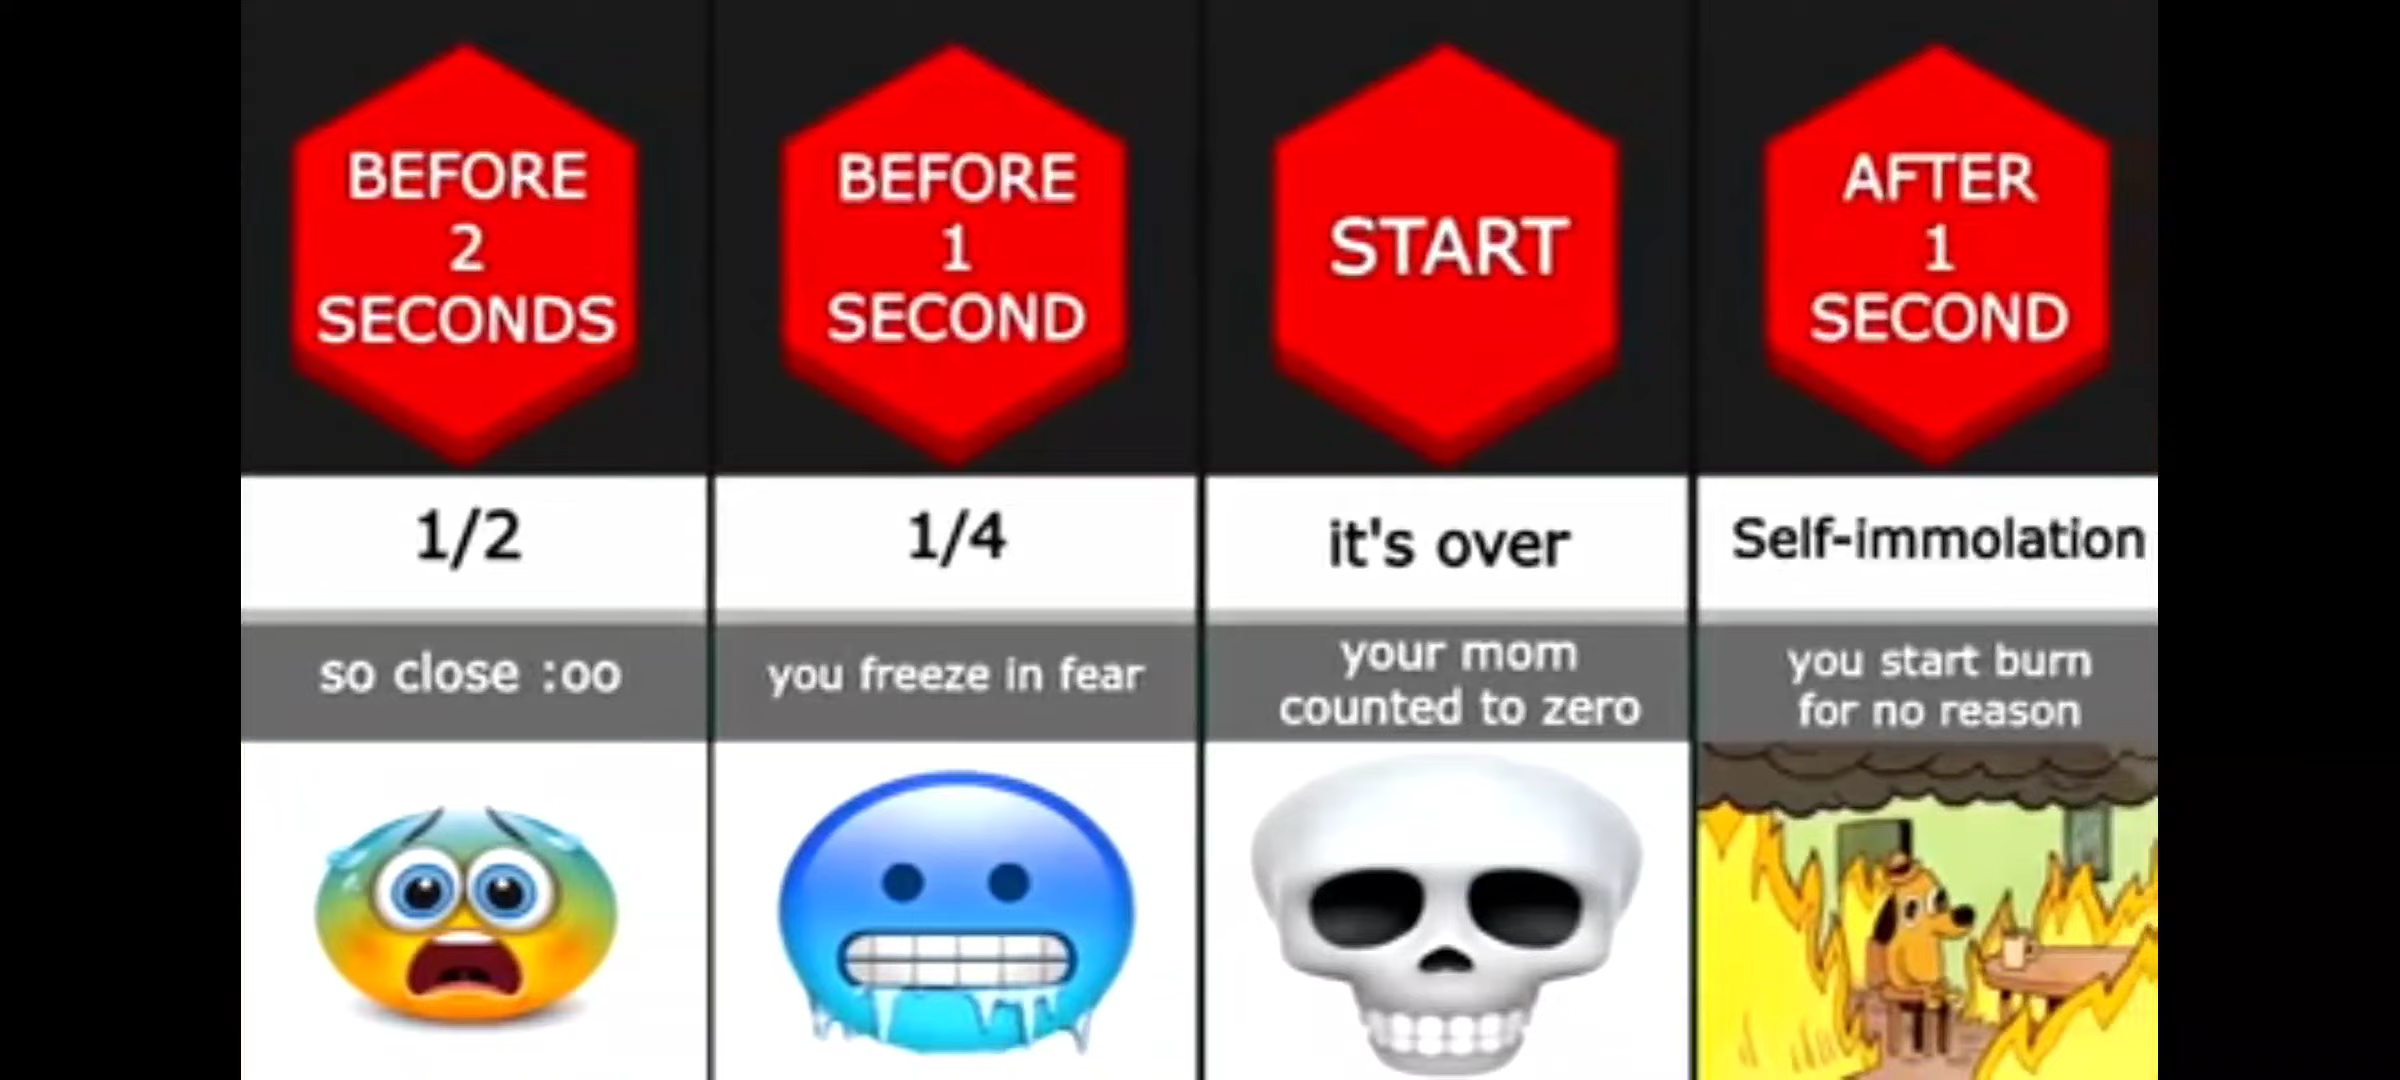 BEFORE
2
SECONDS
1/2
so close :oo
BEFORE
1
SECOND
1/4
you freeze in fear
START
it's over
your mom
counted to zero
AFTER
1
SECOND
Self-immolation
you start burn
for no reason